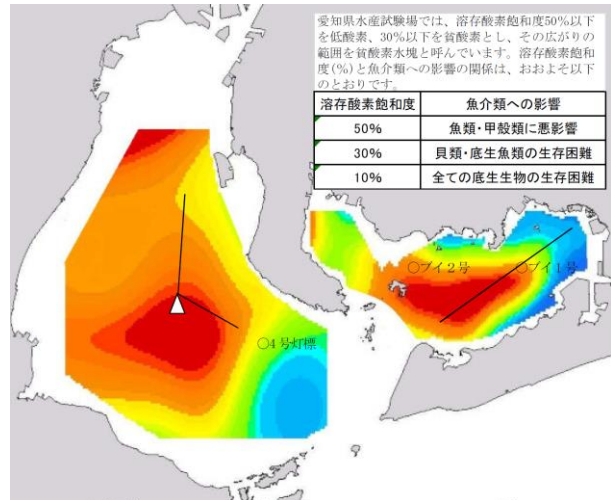 愛知県水産試験場では、溶存酸素飽和度50％以下
を低酸素、30％以下を貧酸素とし、その広がりの
範囲を貧酸素水塊と呼んでいます。溶存酸素飽和
度(％)と魚介類への影響の関係は、おおよそ以下
のとおりです。
溶存酸素飽和度 魚介類への影響
50% 魚類・甲殻類に悪影響
30% 貝類・底生魚類の生存困難
10% 全ての底生生物の生存困難
○ブイ２号 ○ブイ１号
○4号灯標